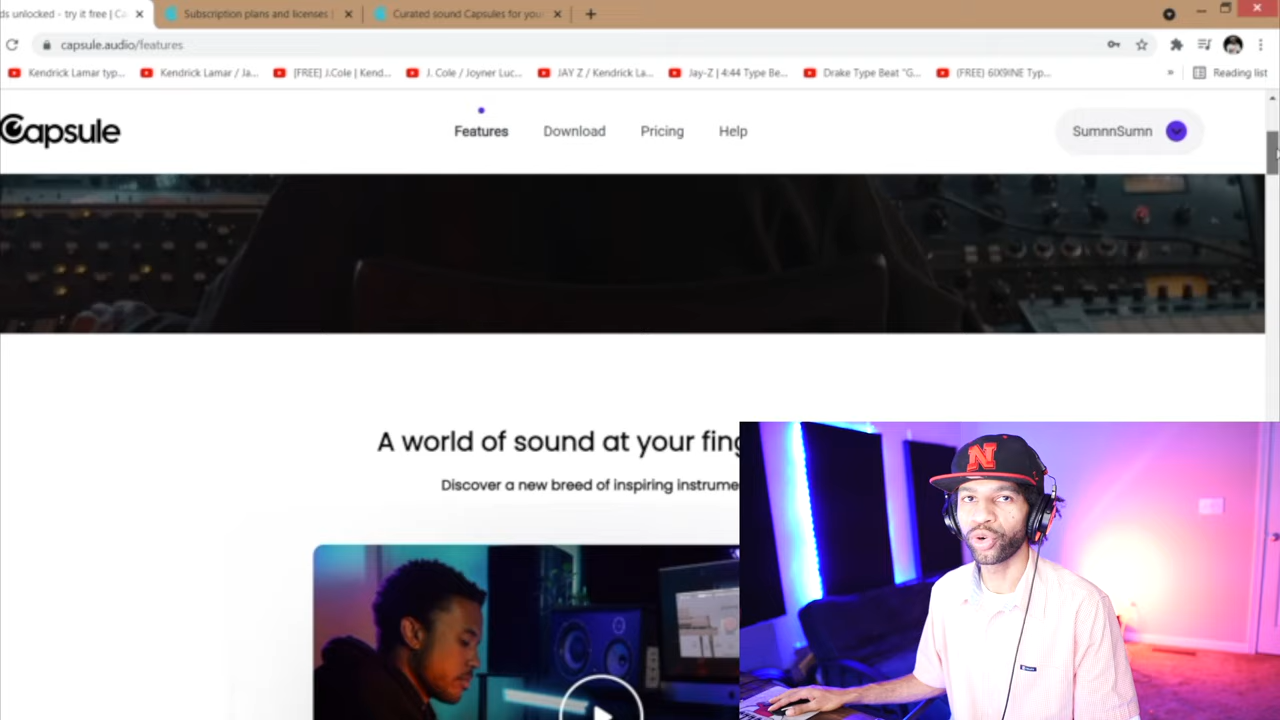 ds unlocked - try it free | Ca
Subscription plans and licenses |
Curated sound Capsules for your
capsule.audio/features
Kendrick Lamar typ...
Kendrick Lamar / Ja...
[FREE] J.Cole | Kend...
J. Cole / Joyner Luc...
JAY Z / Kendrick La...
Jay-Z | 4:44 Type Be...
Drake Type Beat "G...
(FREE) 6IX9INE Typ...
»
Reading list
Capsule
Features
Download
Pricing
Help
SumnnSumn
A world of sound at your fing
Discover a new breed of inspiring instrume
N